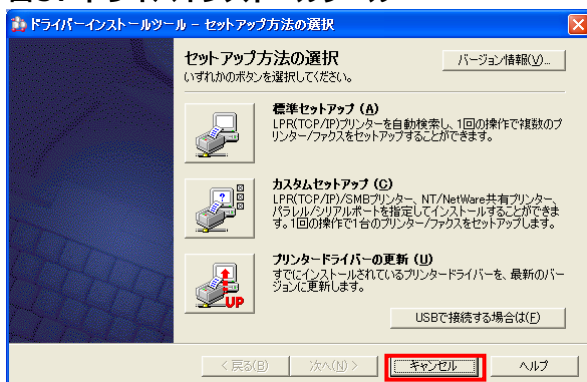 ドライバーインストールツール - セットアップ方法の選択
セットアップ方法の選択
いずれかのボタンを選択してください。
バージョン情報(V)...
標準セットアップ (A)
LPR(TCP/IP)プリンターを自動検索し、1回の操作で複数のプ
リンター/ファクスをセットアップすることができます。
カスタムセットアップ (C)
LPR(TCP/IP)/SMBプリンター、NT/NetWare共有プリンター、
パラレル/シリアルポートを指定してインストールすることができま
す。1回の操作で1台のプリンター/ファクスをセットアップします。
プリンタードライバーの更新 (U)
すでにインストールされているプリンタードライバーを、最新のバー
ジョンに更新します。
UP
USBで接続する場合は(F)
< 戻る(B)
次へ(N) >
キャンセル
ヘルプ